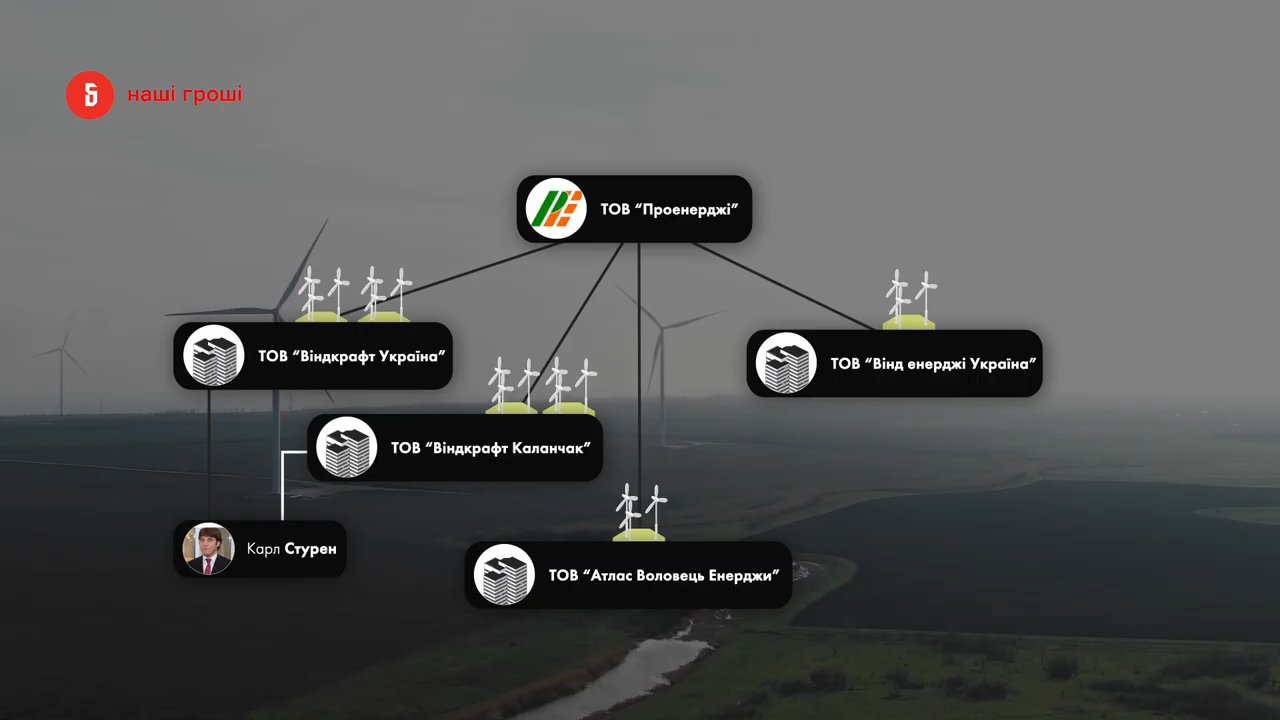 наші гроші
ТОВ “Проенерджі”
ТОВ “Віндкрафт Україна”
ТОВ “Вінд енерджі Україна”
ТОВ “Віндкрафт Каланчак”
Карл Стурен
ТОВ “Атлас Воловець Енерджи”